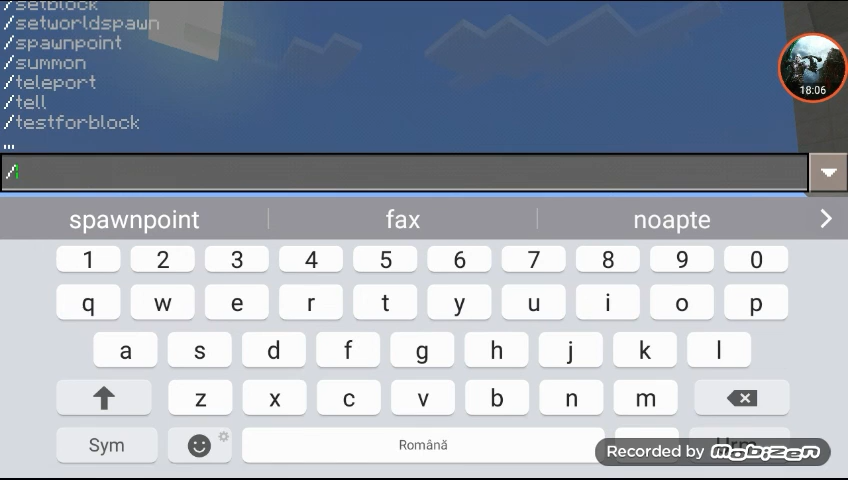 /setblock
/setworldspawn
/spawnpoint
/summon
/teleport
/tell
/testforblock
...
18:06
/
spawnpoint fax noapte
1 2 3 4 5 6 7 8 9 0
q w e r t y u i o p
a s d f g h j k l
z x c v b n m
Sym Română
Recorded by mobizen